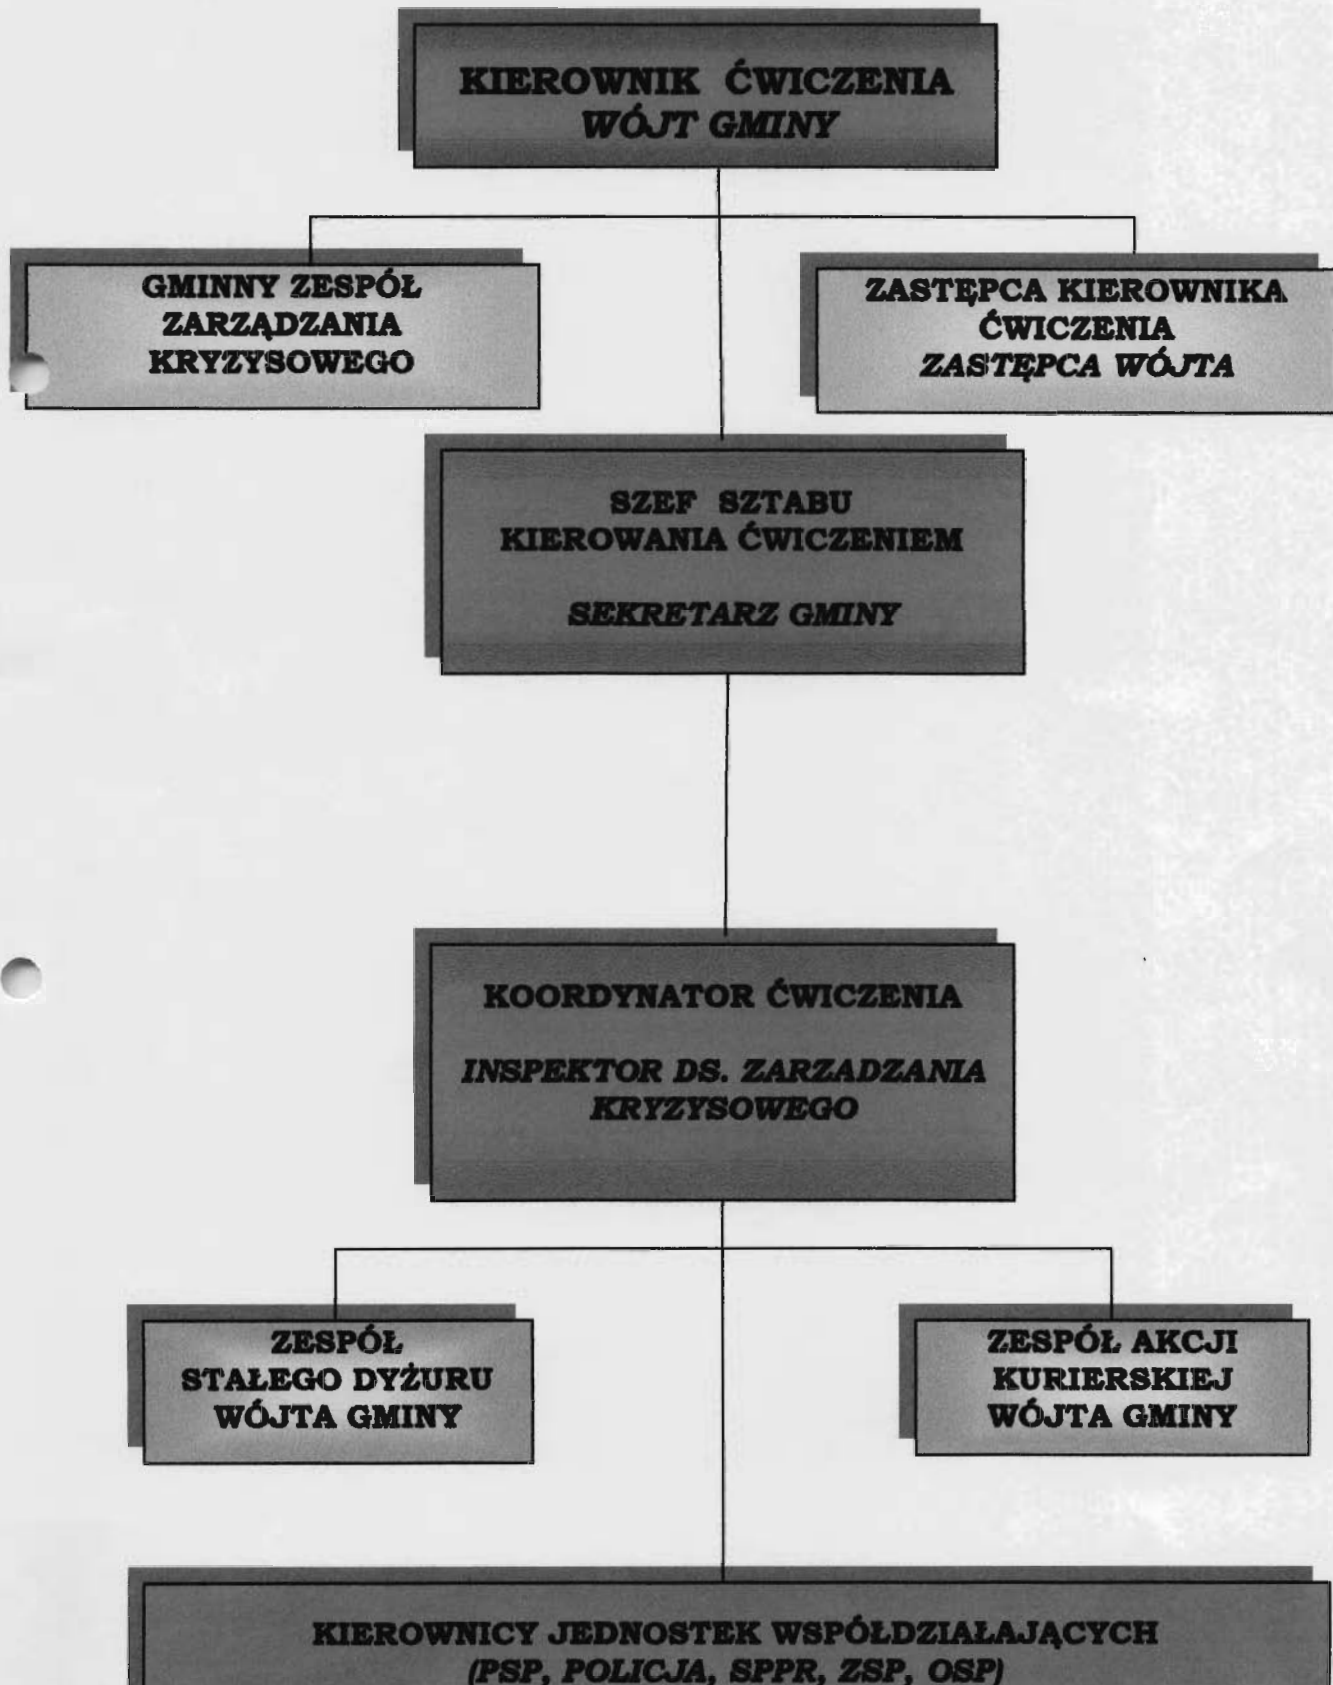 KIEROWNIK ĆWICZENIA
WÓJT GMINY
GMINNY ZESPÓŁ
ZARZĄDZANIA
KRYZYSOWEGO
ZASTĘPCA KIEROWNIKA
ĆWICZENIA
ZASTĘPCA WÓJTA
SZEF SZTABU
KIEROWANIA ĆWICZENIEM
SEKRETARZ GMINY
KOORDYNATOR ĆWICZENIA
INSPEKTOR DS. ZARZADZANIA
KRYZYSOWEGO
ZESPÓŁ
STAŁEGO DYŻURU
WÓJTA GMINY
ZESPÓŁ AKCJI
KURIERSKIEJ
WÓJTA GMINY
KIEROWNICY JEDNOSTEK WSPÓŁDZIAŁAJĄCYCH
(PSP, POLICJA, SPPR, ZSP, OSP)